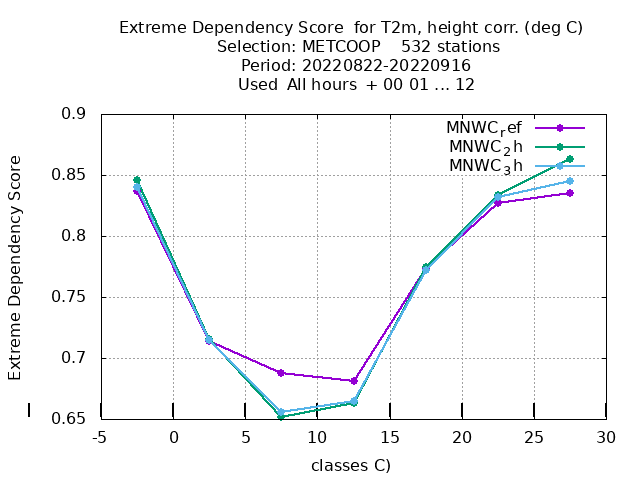 Extreme Dependency Score  for T2m, height corr. (deg C)
Selection: METCOOP    532 stations
Period: 20220822-20220916
Used  All hours  + 00 01 ... 12
0.9
0.85
0.8
0.75
0.7
0.65
Extreme Dependency Score
MNWC_ref
MNWC_2h
MNWC_3h
-5 0 5 10 15 20 25 30
classes C)